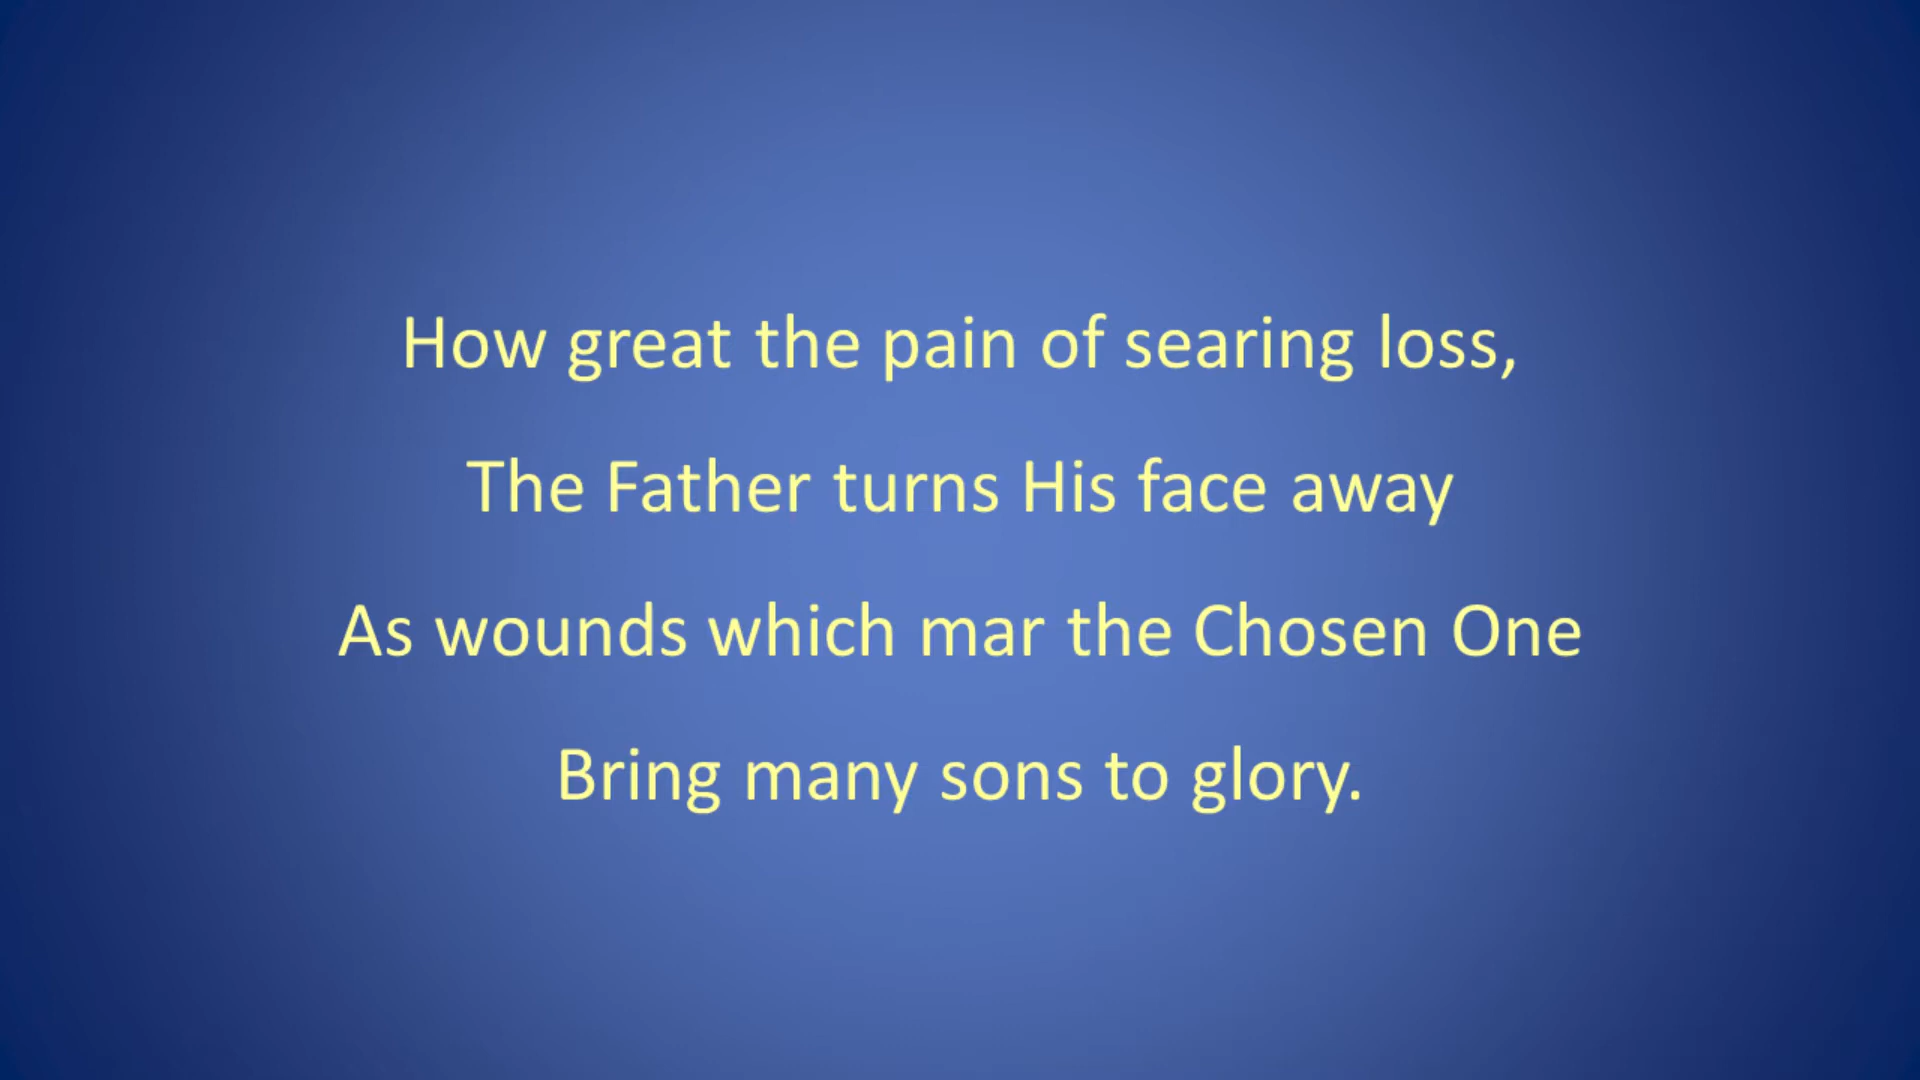 How great the pain of searing loss,
The Father turns His face away
As wounds which mar the Chosen One
Bring many sons to glory.